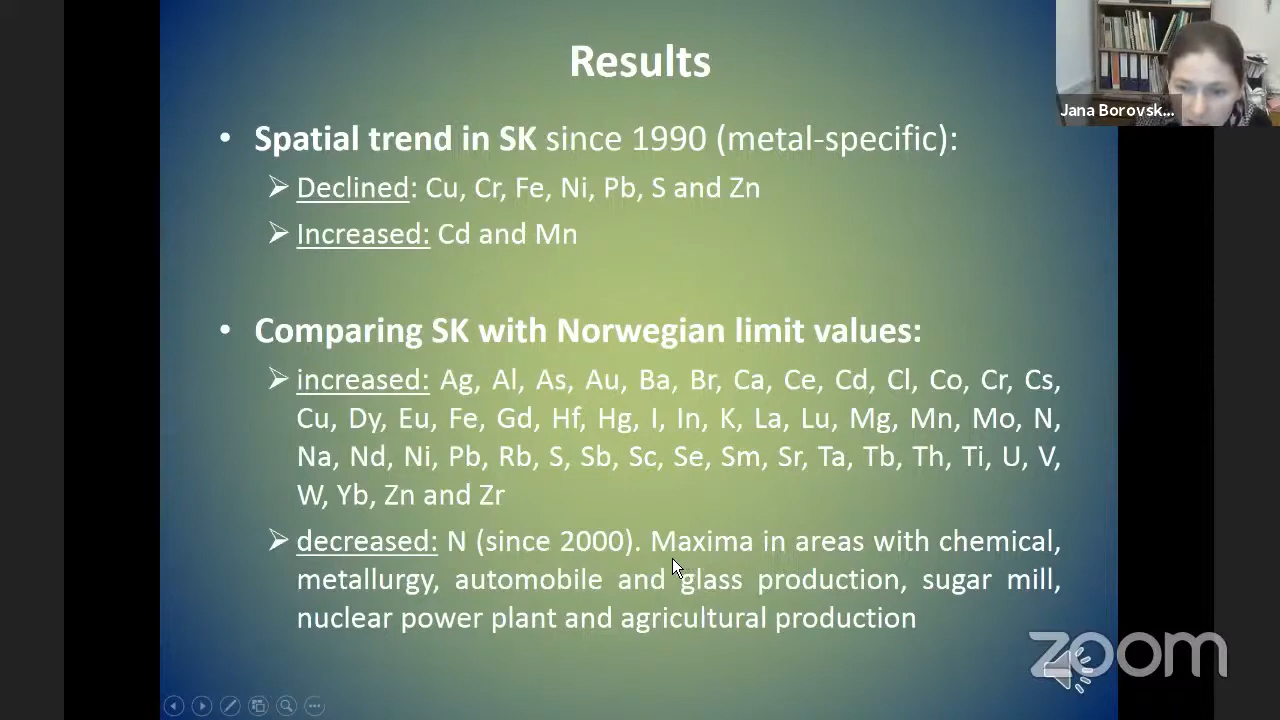 Results
Jana Borovsk...
• Spatial trend in SK since 1990 (metal-specific):
➢ Declined: Cu, Cr, Fe, Ni, Pb, S and Zn
➢ Increased: Cd and Mn
• Comparing SK with Norwegian limit values:
➢ increased: Ag, Al, As, Au, Ba, Br, Ca, Ce, Cd, Cl, Co, Cr, Cs,
Cu, Dy, Eu, Fe, Gd, Hf, Hg, I, In, K, La, Lu, Mg, Mn, Mo, N,
Na, Nd, Ni, Pb, Rb, S, Sb, Sc, Se, Sm, Sr, Ta, Tb, Th, Ti, U, V,
W, Yb, Zn and Zr
➢ decreased: N (since 2000). Maxima in areas with chemical,
metallurgy, automobile and glass production, sugar mill,
nuclear power plant and agricultural production
zoom